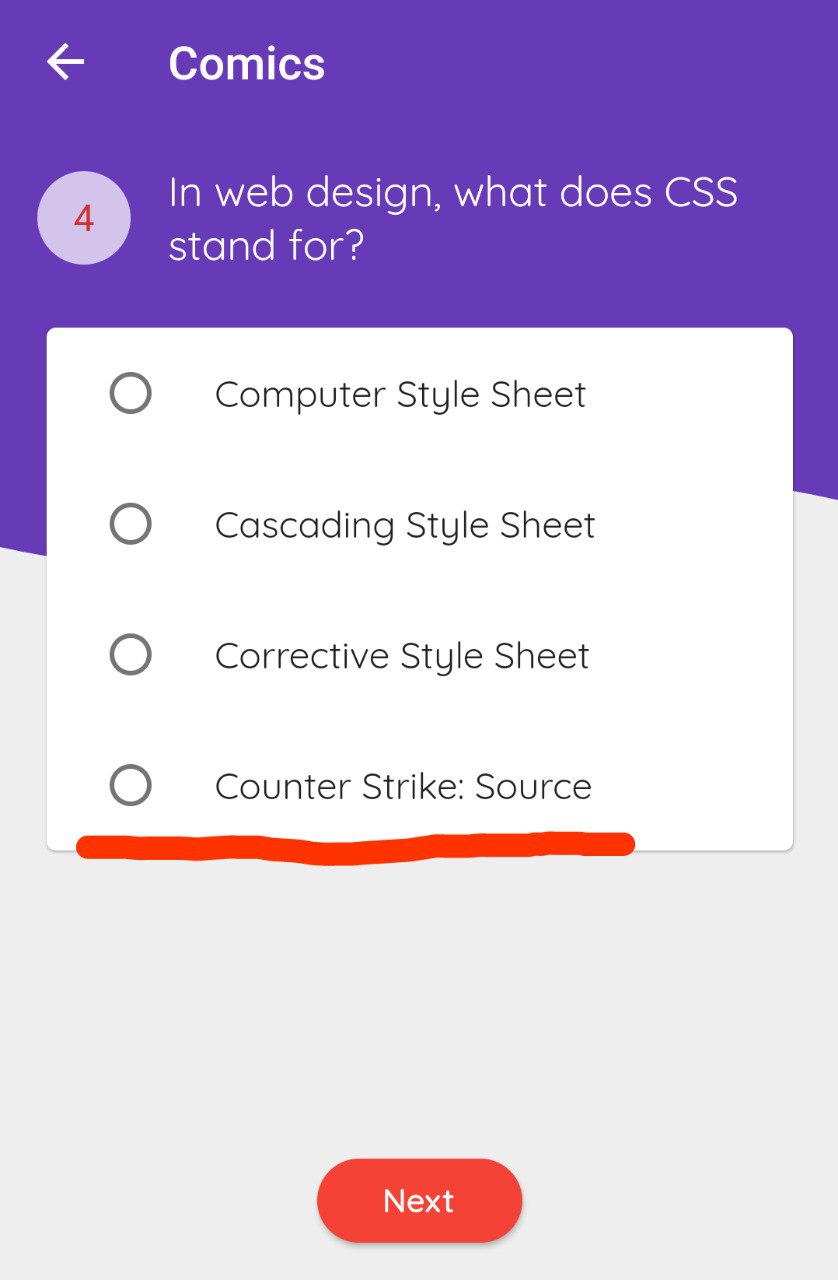 Comics
4
In web design, what does CSS
stand for?
Computer Style Sheet
Cascading Style Sheet
Corrective Style Sheet
Counter Strike: Source
Next